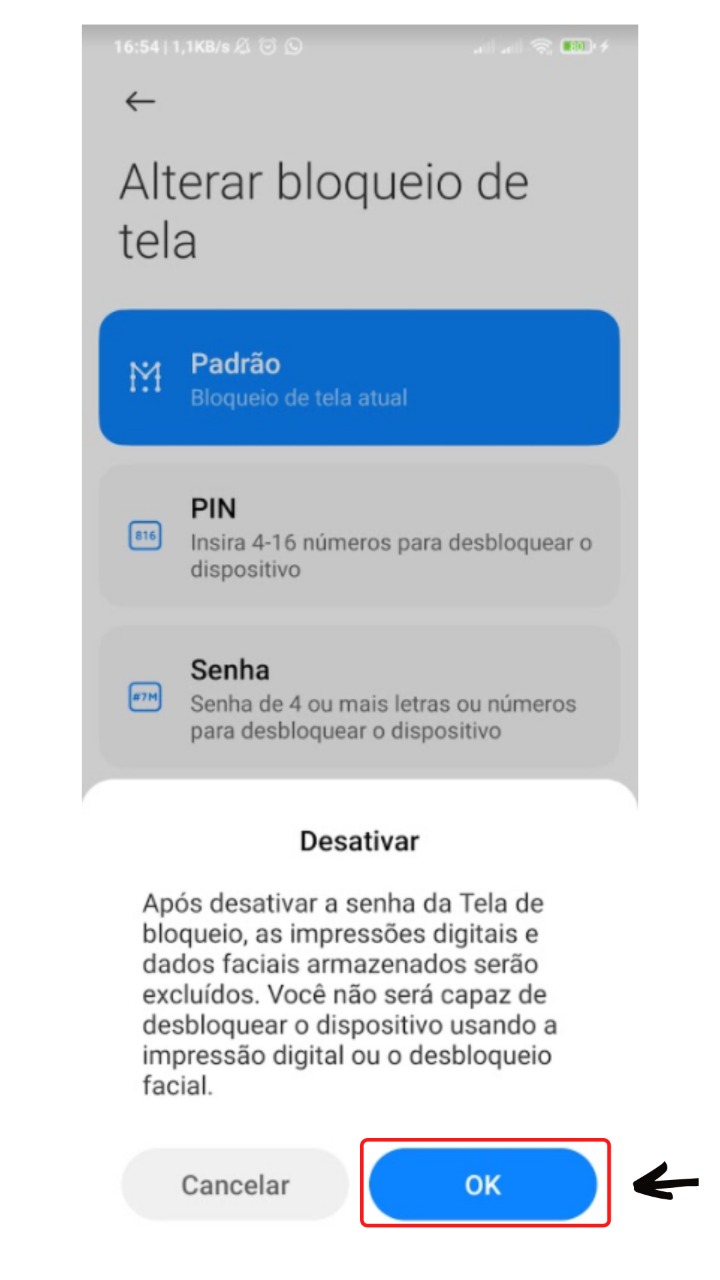 16:54 | 1,1KB/s
80
Alterar bloqueio de
tela
Padrão
Bloqueio de tela atual
816
PIN
Insira 4-16 números para desbloquear o
dispositivo
#7M
Senha
Senha de 4 ou mais letras ou números
para desbloquear o dispositivo
Desativar
Após desativar a senha da Tela de
bloqueio, as impressões digitais e
dados faciais armazenados serão
excluídos. Você não será capaz de
desbloquear o dispositivo usando a
impressão digital ou o desbloqueio
facial.
Cancelar
OK